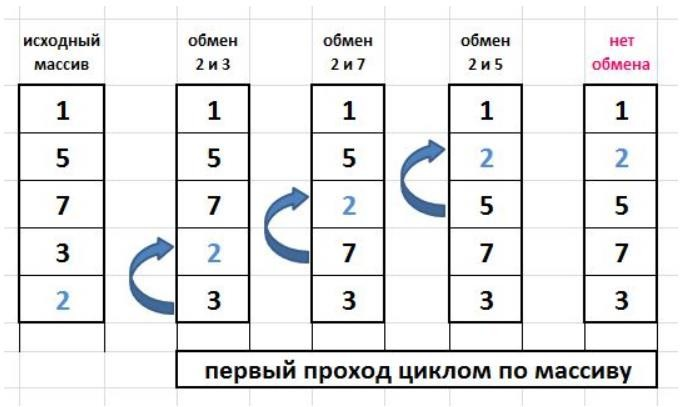 исходный обмен обмен обмен нет
массив 2 и 3 2 и 7 2 и 5 обмена
1 1 1 1 1
5 5 5 2 2
7 7 2 5 5
3 2 7 7 7
2 3 3 3 3
первый проход циклом по массиву